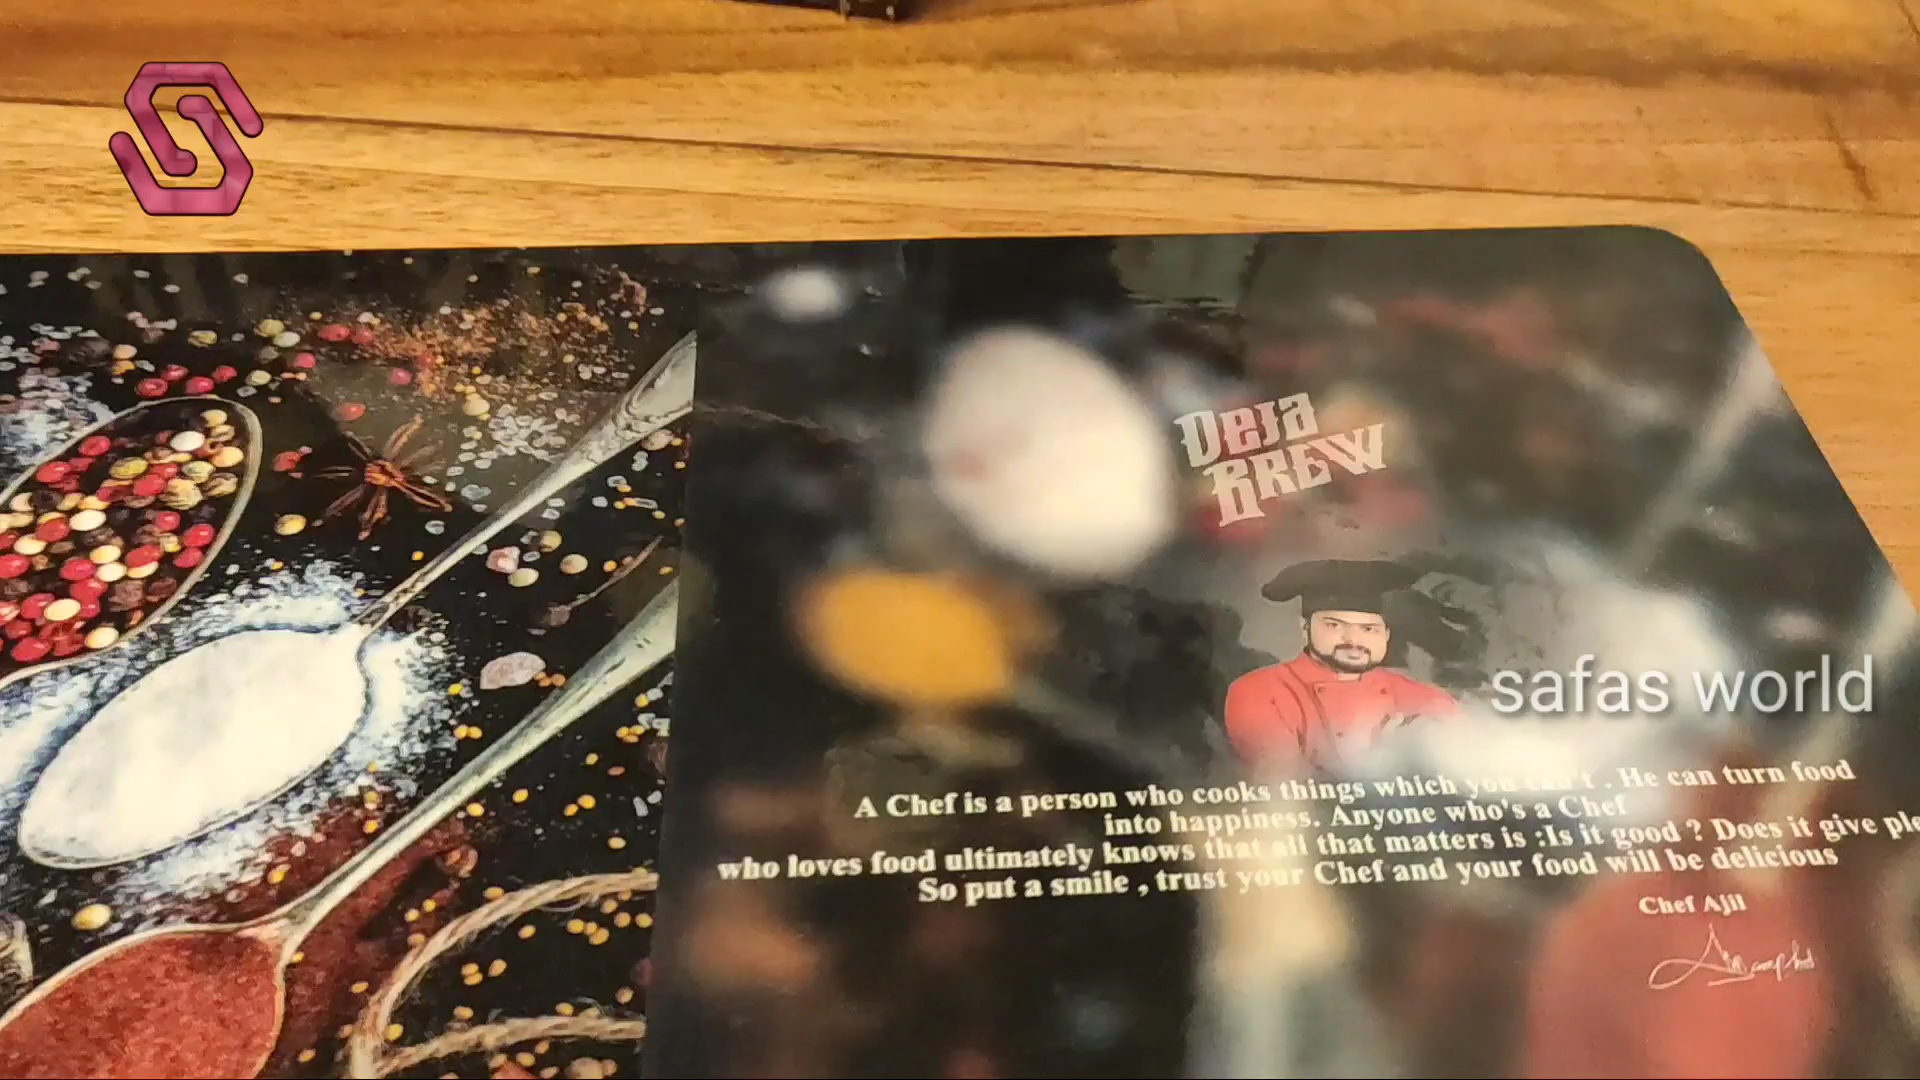 Deja
BREW
safas world
A Chef is a person who cooks things which you can't . He can turn food
into happiness. Anyone who's a Chef
who loves food ultimately knows that all that matters is :Is it good ? Does it give
So put a smile , trust your Chef and your food will be delicious
Chef Ajil